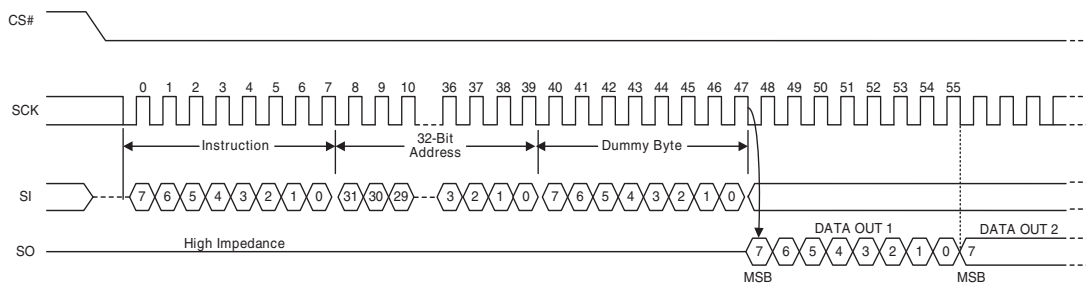 CS#
0 1 2 3 4 5 6 7 8 9 10 36 37 38 39 40 41 42 43 44 45 46 47 48 49 50 51 52 53 54 55
SCK
Instruction 32-Bit Address Dummy Byte
SI 7 6 5 4 3 2 1 0 31 30 29 3 2 1 0 7 6 5 4 3 2 1 0
DATA OUT 1 DATA OUT 2
High Impedance
SO 7 6 5 4 3 2 1 0 7
MSB MSB